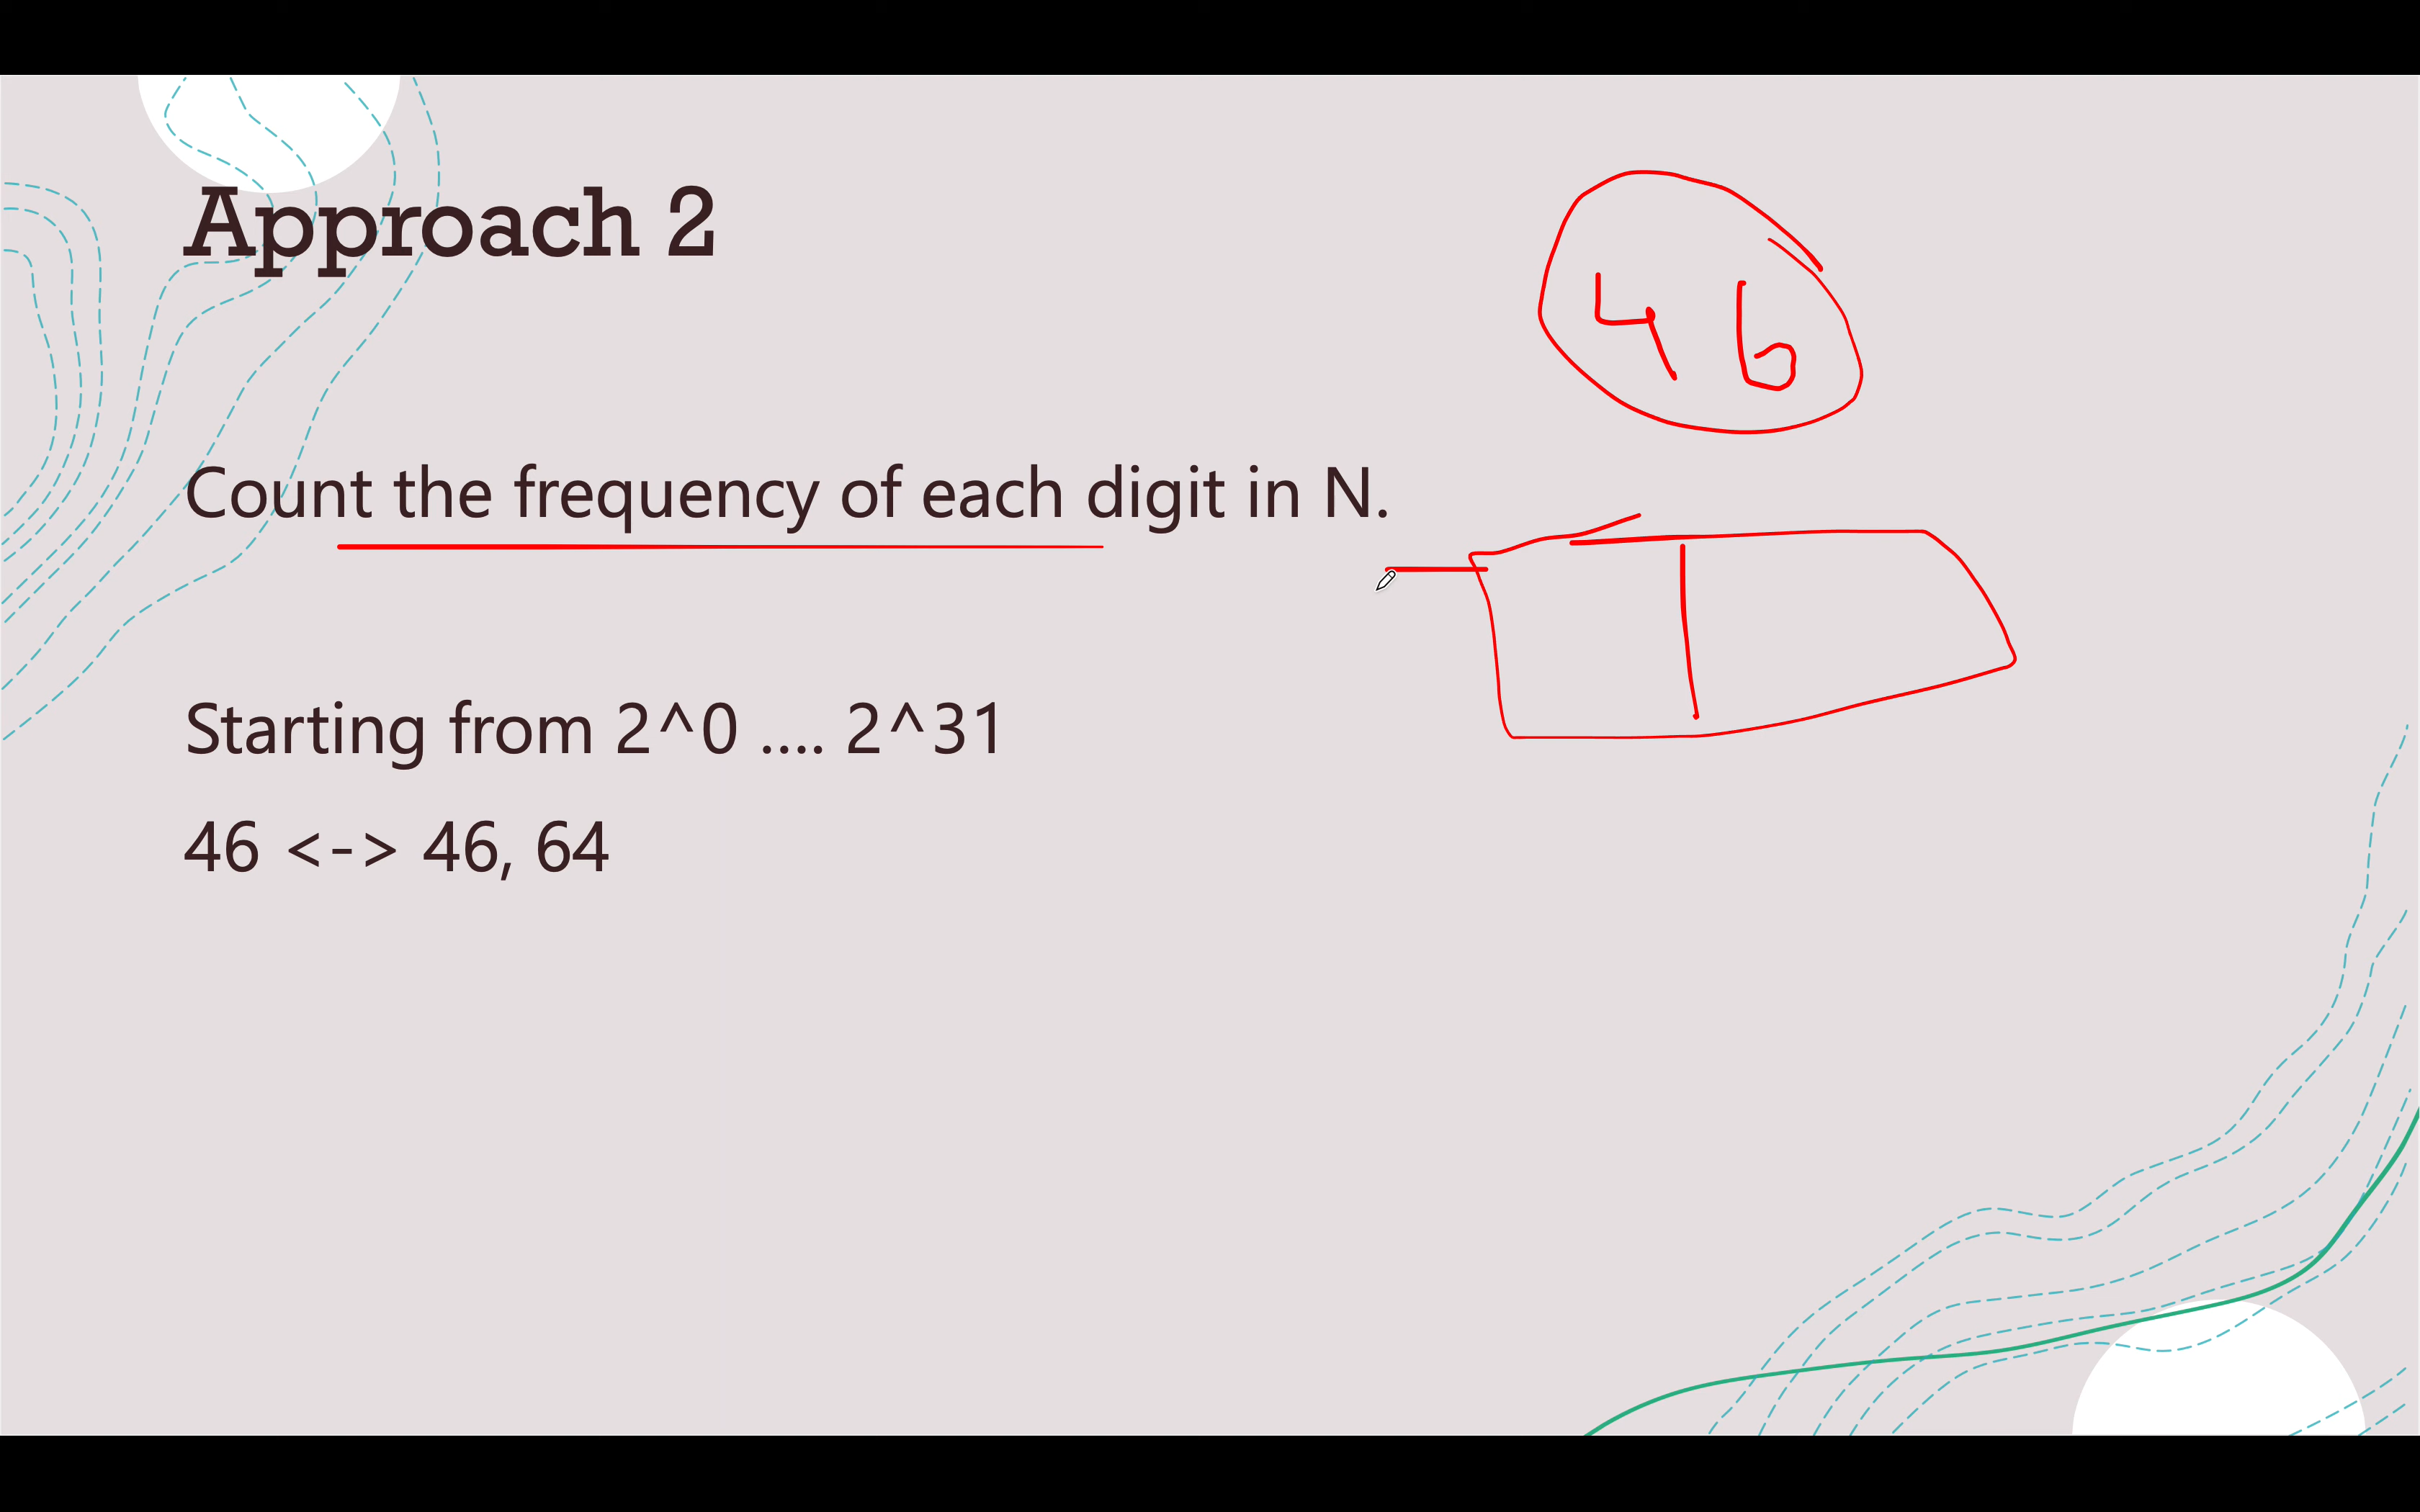 Approach 2
46
Count the frequency of each digit in N.
Starting from 2^0 .... 2^31
46 <-> 46, 64